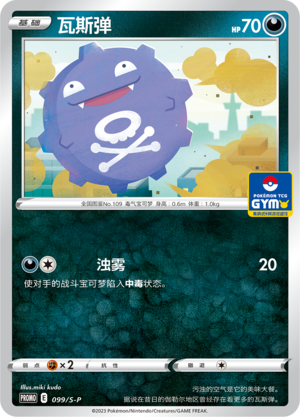 基础
瓦斯弹
HP70
全国图鉴No.109 毒气宝可梦 身高：0.6m 体重：1.0kg
POKÉMON TCG
GYM
浊雾 20
使对手的战斗宝可梦陷入中毒状态。
弱点 ×2 抵抗力 撤退
Illus.miki kudo
PROMO E 099/S-P
污浊的空气是它的美味大餐。
据说在昔日的伽勒尔地区曾经存在着更多的瓦斯弹。
©2023 Pokémon/Nintendo/Creatures/GAME FREAK.